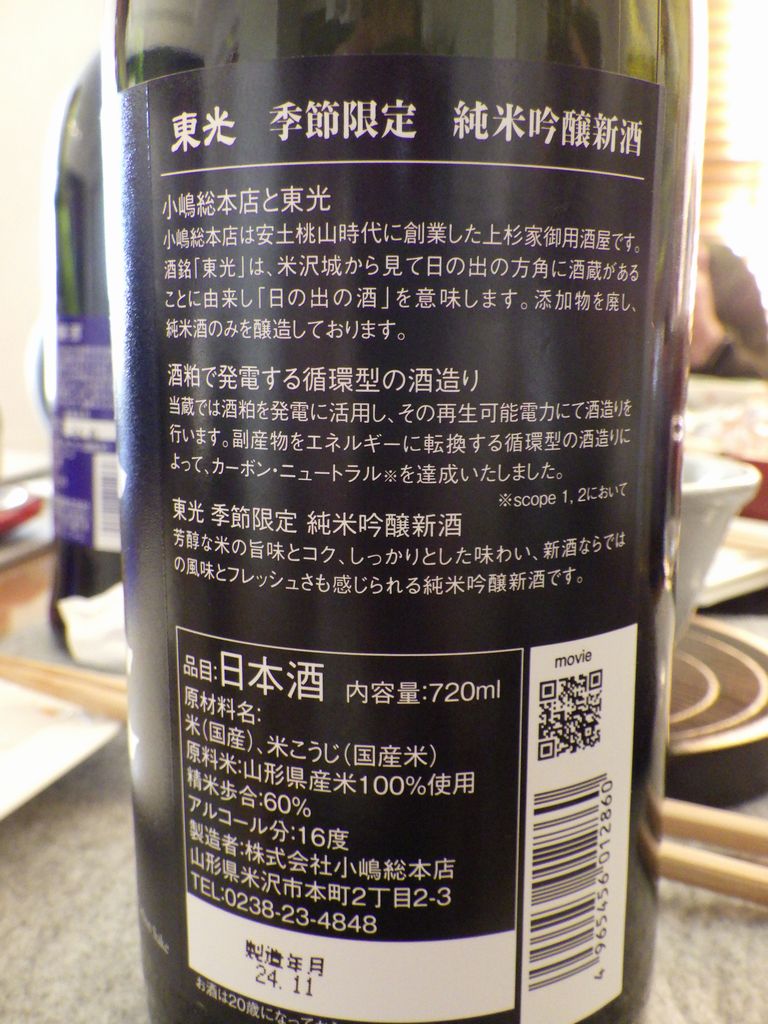 東光 季節限定 純米吟醸新酒
小嶋総本店と東光
小嶋総本店は安土桃山時代に創業した上杉家御用酒屋です。
酒銘「東光」は、米沢城から見て日の出の方角に酒蔵がある
ことに由来し「日の出の酒」を意味します。添加物を廃し、
純米酒のみを醸造しております。
酒粕で発電する循環型の酒造り
当蔵では酒粕を発電に活用し、その再生可能電力にて酒造りを
行います。副産物をエネルギーに転換する循環型の酒造りに
よって、カーボン・ニュートラル※を達成いたしました。
※scope 1, 2において
東光 季節限定 純米吟醸新酒
芳醇な米の旨味とコク、しっかりとした味わい、新酒ならでは
の風味とフレッシュさも感じられる純米吟醸新酒です。
品目:日本酒 内容量:720ml
原材料名:
米(国産)、米こうじ(国産米)
原料米:山形県産米100%使用
精米歩合:60%
アルコール分:16度
製造者:株式会社小嶋総本店
山形県米沢市本町2丁目2-3
TEL:0238-23-4848
製造年月
24.11
お酒は20歳になって
movie
4 965456 012860